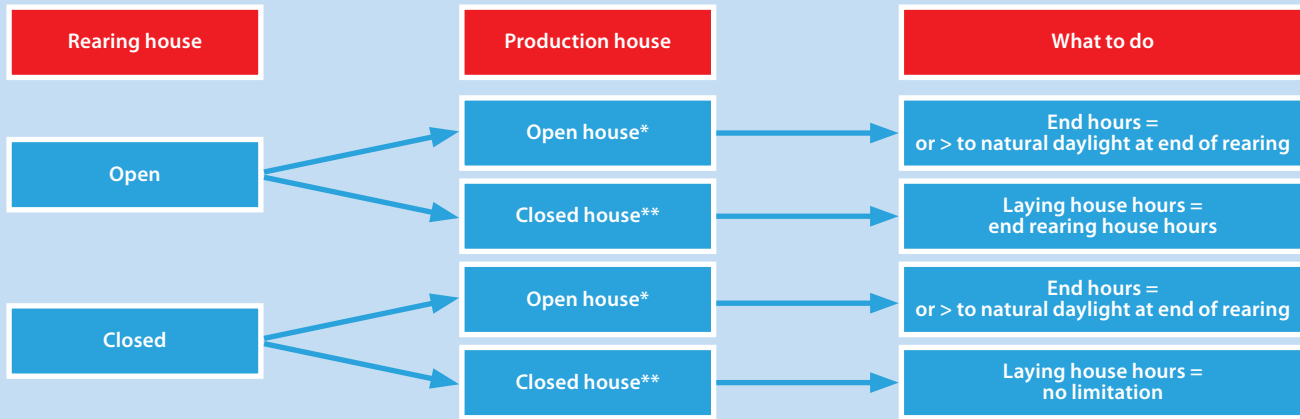 Rearing house
Production house
What to do
Open
Open house*
End hours =
or > to natural daylight at end of rearing
Closed house**
Laying house hours =
end rearing house hours
Closed
Open house*
End hours =
or > to natural daylight at end of rearing
Closed house**
Laying house hours =
no limitation